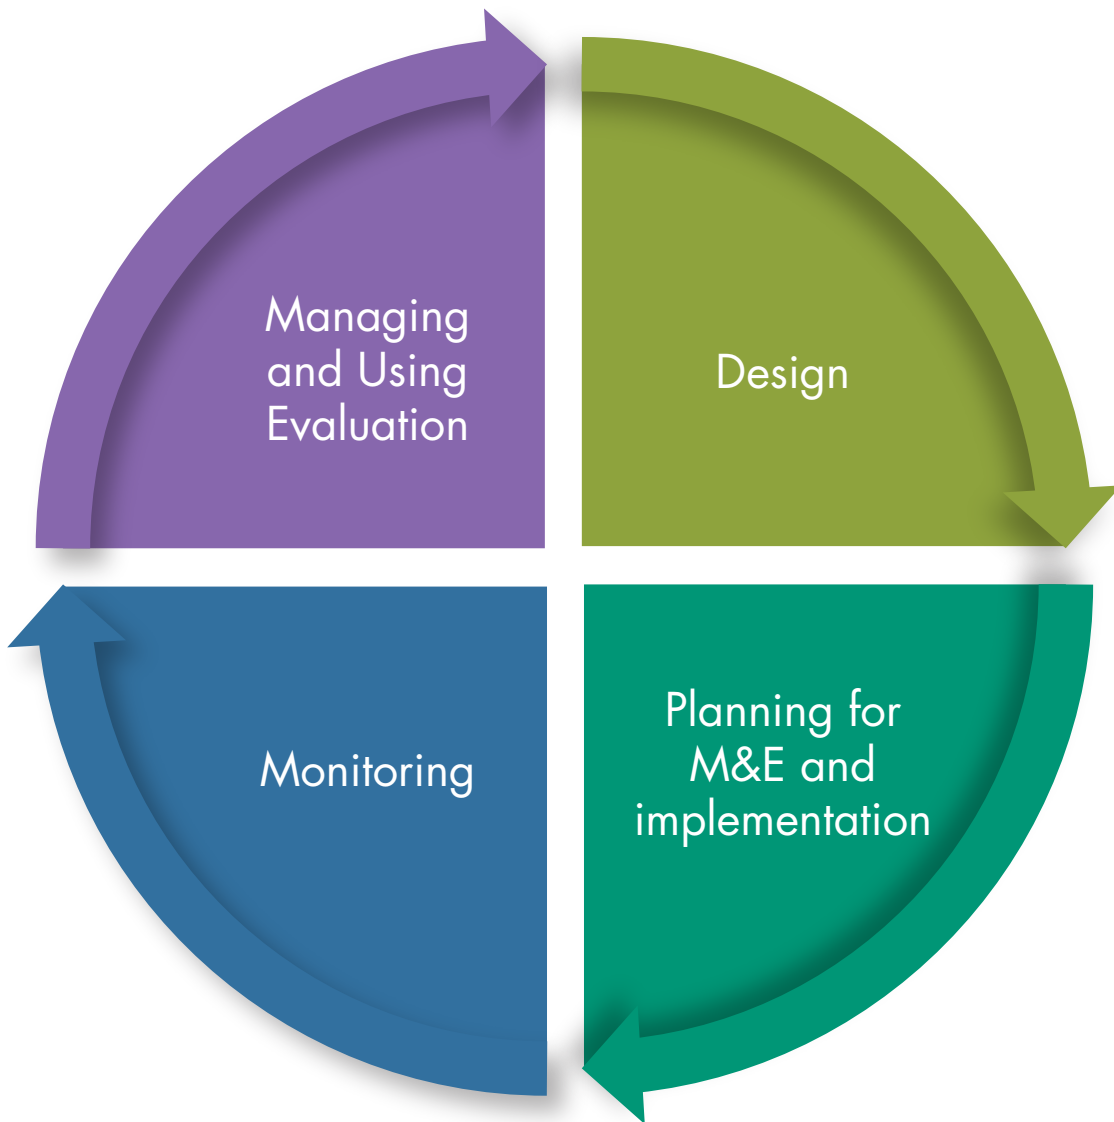 Managing
and Using
Evaluation
Design
Planning for
M&E and
implementation
Monitoring